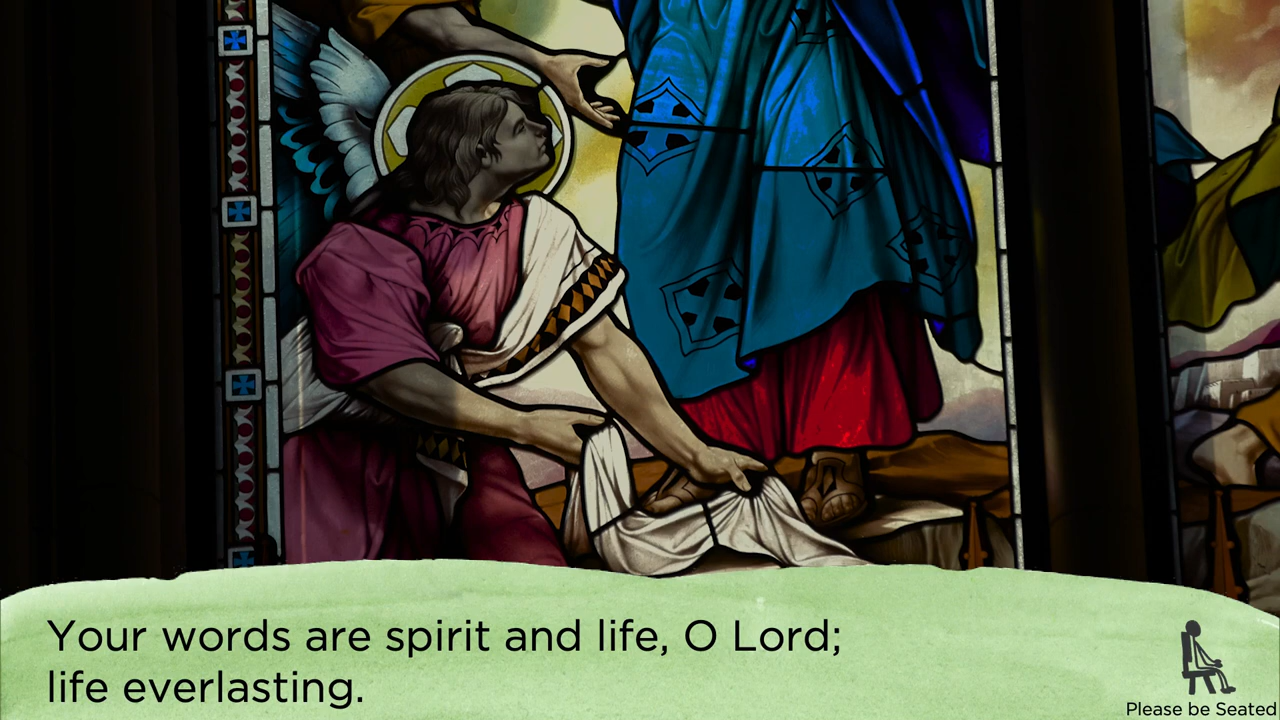 Your words are spirit and life, O Lord;
life everlasting.
Please be Seated